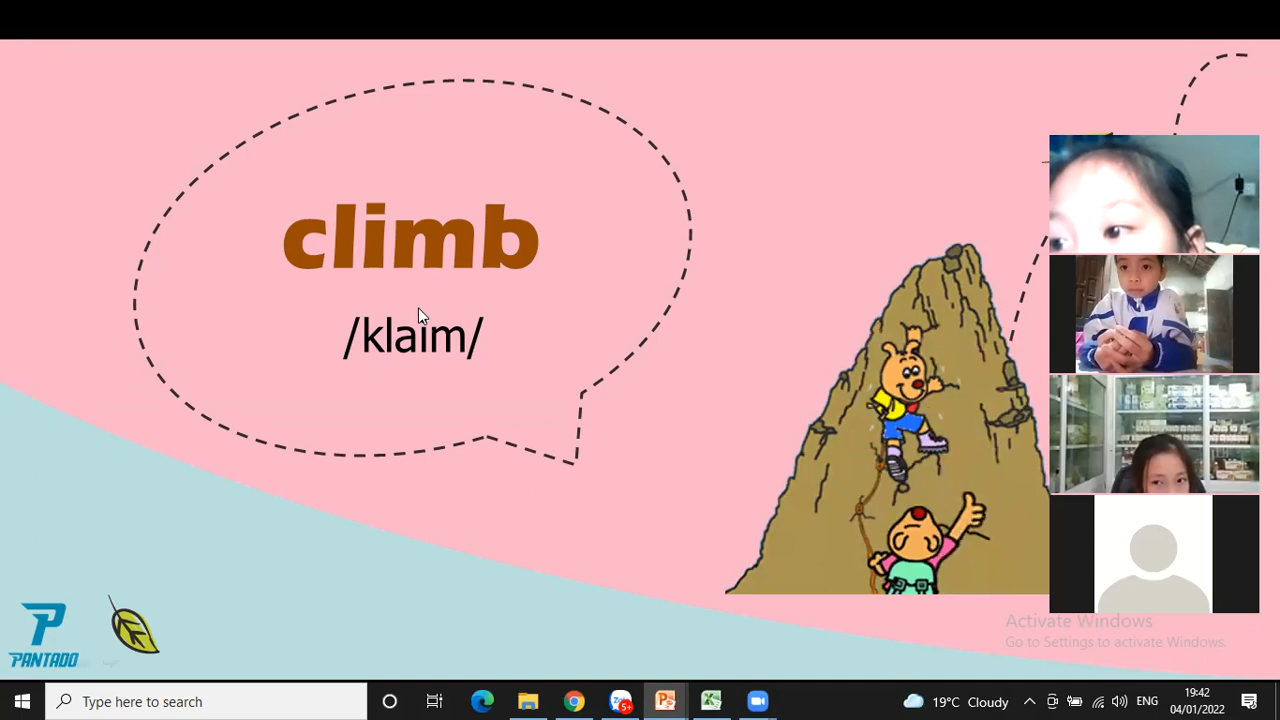 climb
/klaim/
P
PANTADO
Activate Windows
Go to Settings to activate Windows.
Type here to search
5+
19°C Cloudy
ENG
19:42
04/01/2022